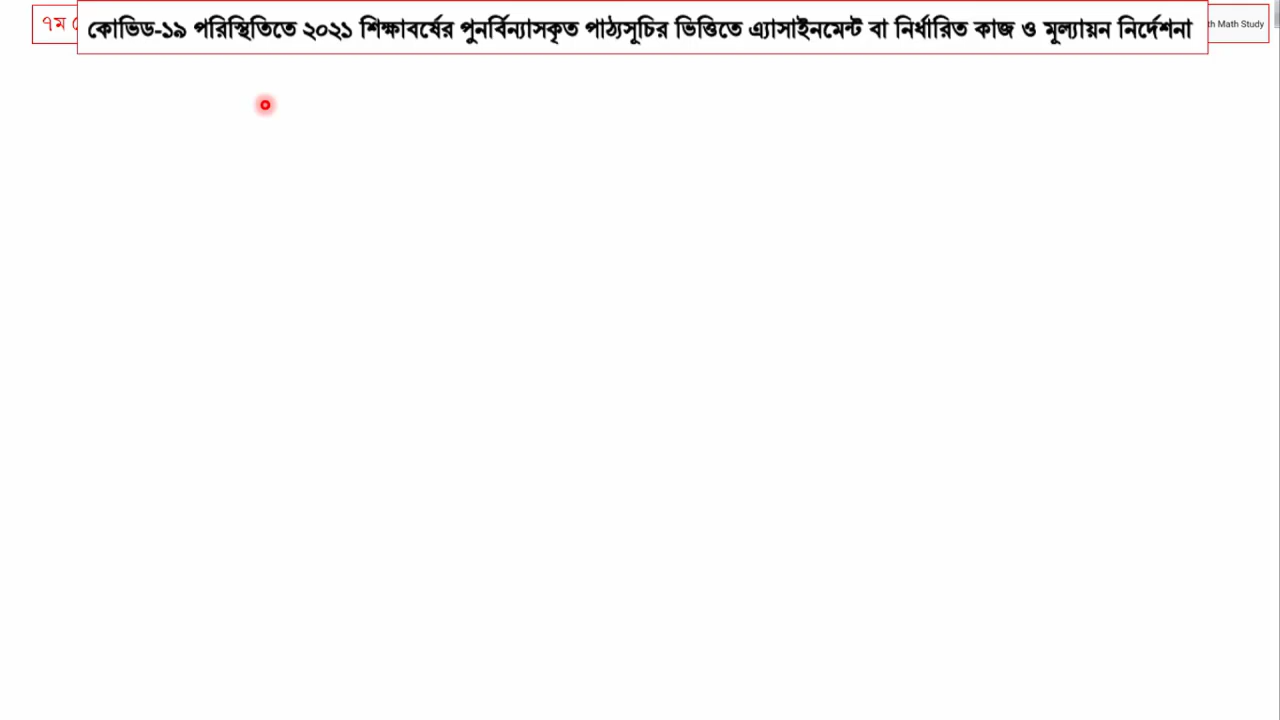 ৭ম
কোভিড-১৯ পরিস্থিতিতে ২০২১ শিক্ষাবর্ষের পুনর্বিন্যাসকৃত পাঠ্যসূচির ভিত্তিতে এ্যাসাইনমেন্ট বা নির্ধারিত কাজ ও মূল্যায়ন নির্দেশনা
Math Study